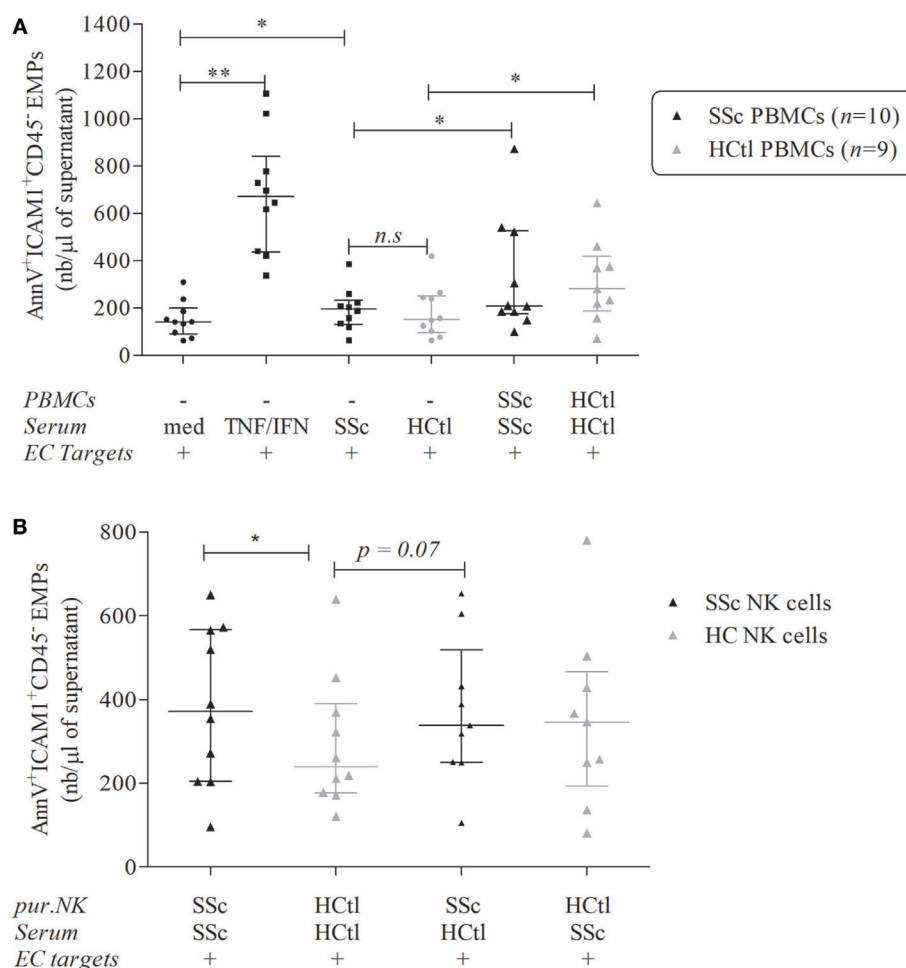 A
AnnV⁺ICAM1⁺CD45⁻ EMPs
(nb/µl of supernatant)
1400
1200
1000
800
600
400
200
0
*
**
*
*
n.s
SSc PBMCs (n=10)
HCtl PBMCs (n=9)
PBMCs - - - - SSc HCtl
Serum med TNF/IFN SSc HCtl SSc HCtl
EC Targets + + + + + +
B
AnnV⁺ICAM1⁺CD45⁻ EMPs
(nb/µl of supernatant)
800
600
400
200
0
*
p = 0.07
SSc NK cells
HC NK cells
pur.NK SSc HCtl SSc HCtl
Serum SSc HCtl HCtl SSc
EC targets + + + +